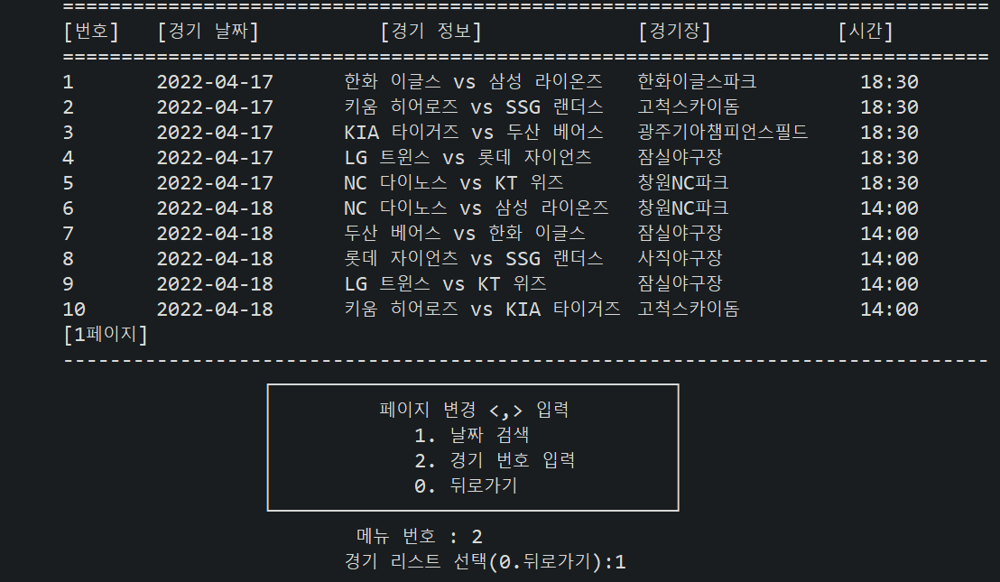 ===============================================================================
[번호] [경기 날짜] [경기 정보] [경기장] [시간]
===============================================================================
1 2022-04-17 한화 이글스 vs 삼성 라이온즈 한화이글스파크 18:30
2 2022-04-17 키움 히어로즈 vs SSG 랜더스 고척스카이돔 18:30
3 2022-04-17 KIA 타이거즈 vs 두산 베어스 광주기아챔피언스필드 18:30
4 2022-04-17 LG 트윈스 vs 롯데 자이언츠 잠실야구장 18:30
5 2022-04-17 NC 다이노스 vs KT 위즈 창원NC파크 18:30
6 2022-04-18 NC 다이노스 vs 삼성 라이온즈 창원NC파크 14:00
7 2022-04-18 두산 베어스 vs 한화 이글스 잠실야구장 14:00
8 2022-04-18 롯데 자이언츠 vs SSG 랜더스 사직야구장 14:00
9 2022-04-18 LG 트윈스 vs KT 위즈 잠실야구장 14:00
10 2022-04-18 키움 히어로즈 vs KIA 타이거즈 고척스카이돔 14:00
[1페이지]
-------------------------------------------------------------------------------
페이지 변경 <,> 입력
1. 날짜 검색
2. 경기 번호 입력
0. 뒤로가기
메뉴 번호 : 2
경기 리스트 선택(0.뒤로가기):1